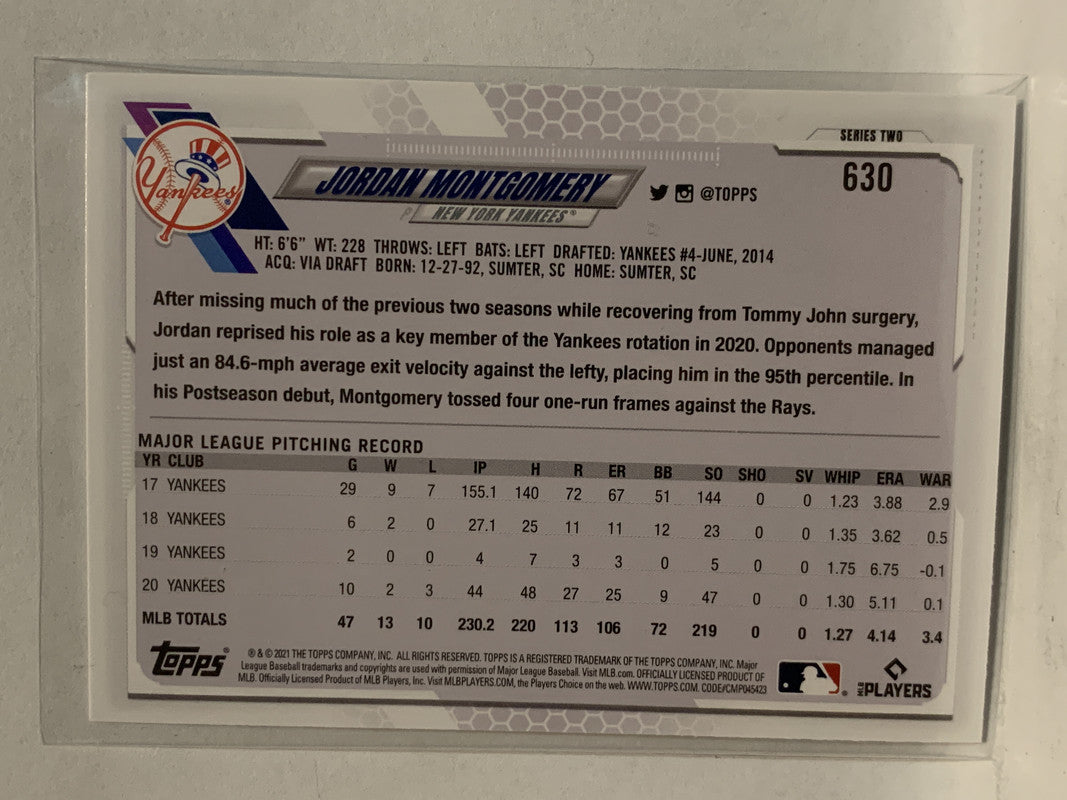 Yankees®
SERIES TWO
630
JORDAN MONTGOMERY
@TOPPS
NEW YORK YANKEES®
HT: 6'6" WT: 228 THROWS: LEFT BATS: LEFT DRAFTED: YANKEES #4-JUNE, 2014
ACQ: VIA DRAFT BORN: 12-27-92, SUMTER, SC HOME: SUMTER, SC
After missing much of the previous two seasons while recovering from Tommy John surgery,
Jordan reprised his role as a key member of the Yankees rotation in 2020. Opponents managed
just an 84.6-mph average exit velocity against the lefty, placing him in the 95th percentile. In
his Postseason debut, Montgomery tossed four one-run frames against the Rays.
MAJOR LEAGUE PITCHING RECORD
YR CLUB G W L IP H R ER BB SO SHO SV WHIP ERA WAR
17 YANKEES 29 9 7 155.1 140 72 67 51 144 0 0 1.23 3.88 2.9
18 YANKEES 6 2 0 27.1 25 11 11 12 23 0 0 1.35 3.62 0.5
19 YANKEES 2 0 0 4 7 3 3 0 5 0 0 1.75 6.75 -0.1
20 YANKEES 10 2 3 44 48 27 25 9 47 0 0 1.30 5.11 0.1
MLB TOTALS 47 13 10 230.2 220 113 106 72 219 0 0 1.27 4.14 3.4
Topps®
® & © 2021 THE TOPPS COMPANY, INC. ALL RIGHTS RESERVED. TOPPS IS A REGISTERED TRADEMARK OF THE TOPPS COMPANY, INC. Major
League Baseball trademarks and copyrights are used with permission of Major League Baseball. Visit MLB.com. OFFICIALLY LICENSED PRODUCT OF
MLB. Officially Licensed Product of MLB Players, Inc. Visit MLBPLAYERS.COM, the Players Choice on the web. WWW.TOPPS.COM. CODE/CMP045423
MLB PLAYERS